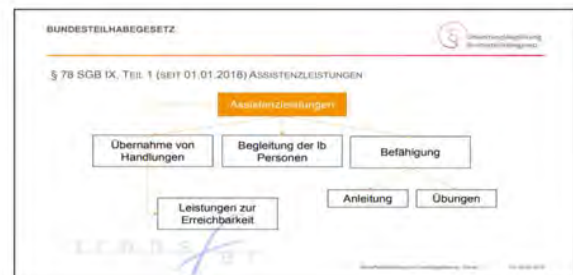 BUNDESTEILHABEGESETZ
§ 78 SGB IX, TEIL 1 (SEIT 01.01.2018) ASSISTENZLEISTUNGEN
Assistenzleistungen
Übernahme von
Handlungen
Begleitung der lb
Personen
Befähigung
Leistungen zur
Erreichbarkeit
Anleitung
Übungen
transfer